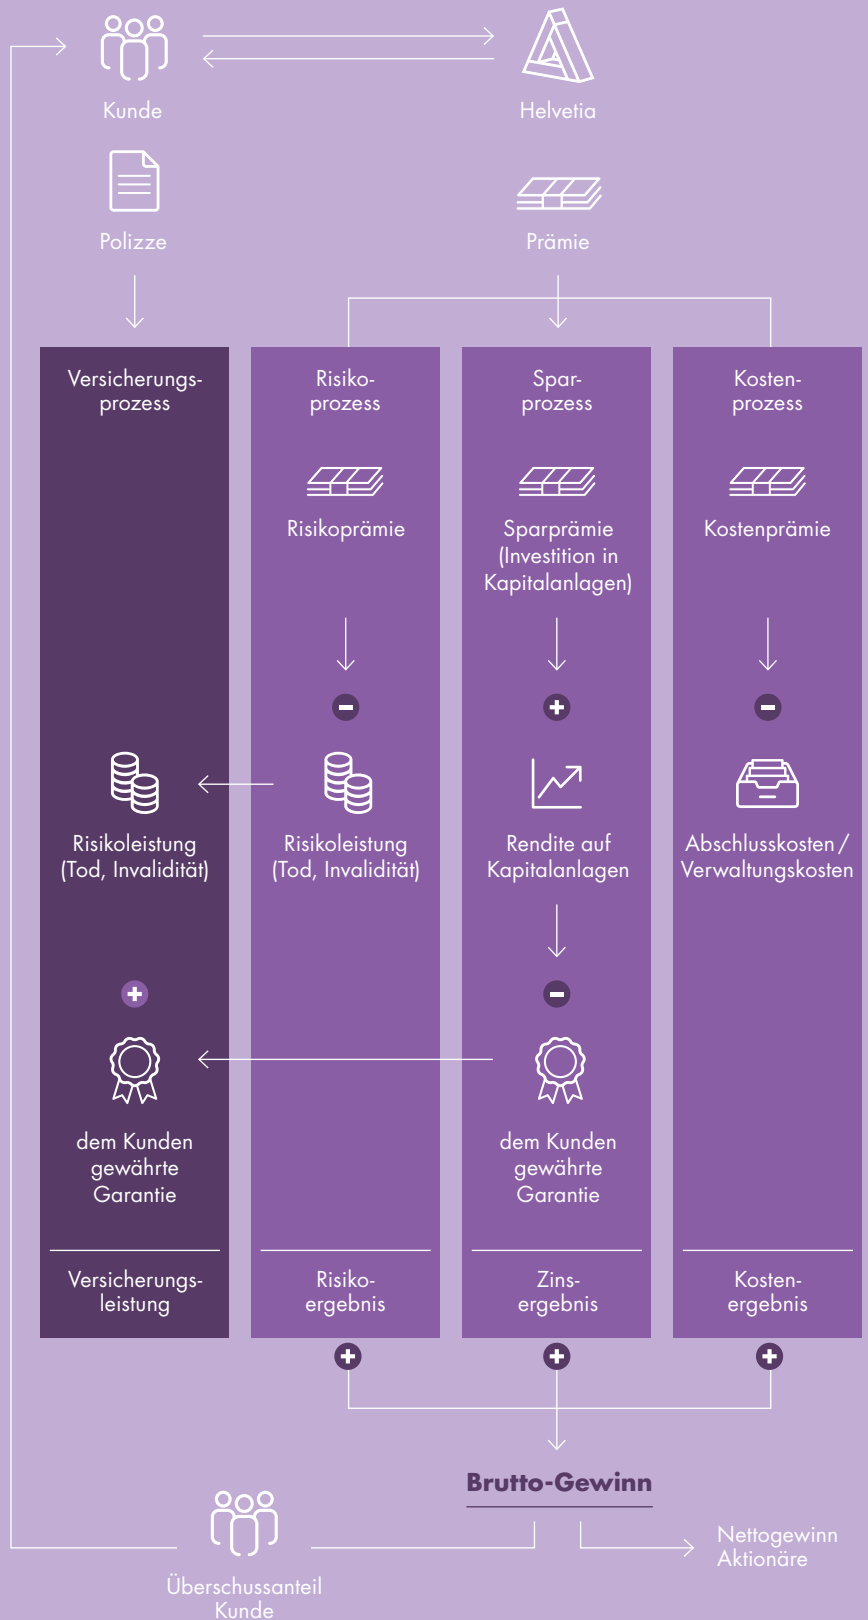 Kunde
Helvetia
Polizze
Prämie
Versicherungs-
prozess
Risiko-
prozess
Spar-
prozess
Kosten-
prozess
Risikoprämie
Sparprämie
(Investition in
Kapitalanlagen)
Kostenprämie
Risikoleistung
(Tod, Invalidität)
Risikoleistung
(Tod, Invalidität)
Rendite auf
Kapitalanlagen
Abschlusskosten /
Verwaltungskosten
dem Kunden
gewährte
Garantie
dem Kunden
gewährte
Garantie
Versicherungs-
leistung
Risiko-
ergebnis
Zins-
ergebnis
Kosten-
ergebnis
Brutto-Gewinn
Nettogewinn
Aktionäre
Überschussanteil
Kunde